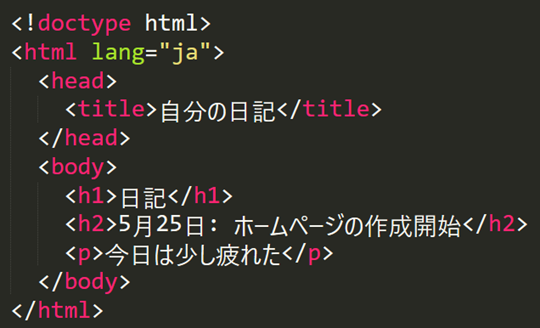 <!doctype html>
<html lang="ja">
<head>
<title>自分の日記</title>
</head>
<body>
<h1>日記</h1>
<h2>5月25日: ホームページの作成開始</h2>
<p>今日は少し疲れた</p>
</body>
</html>